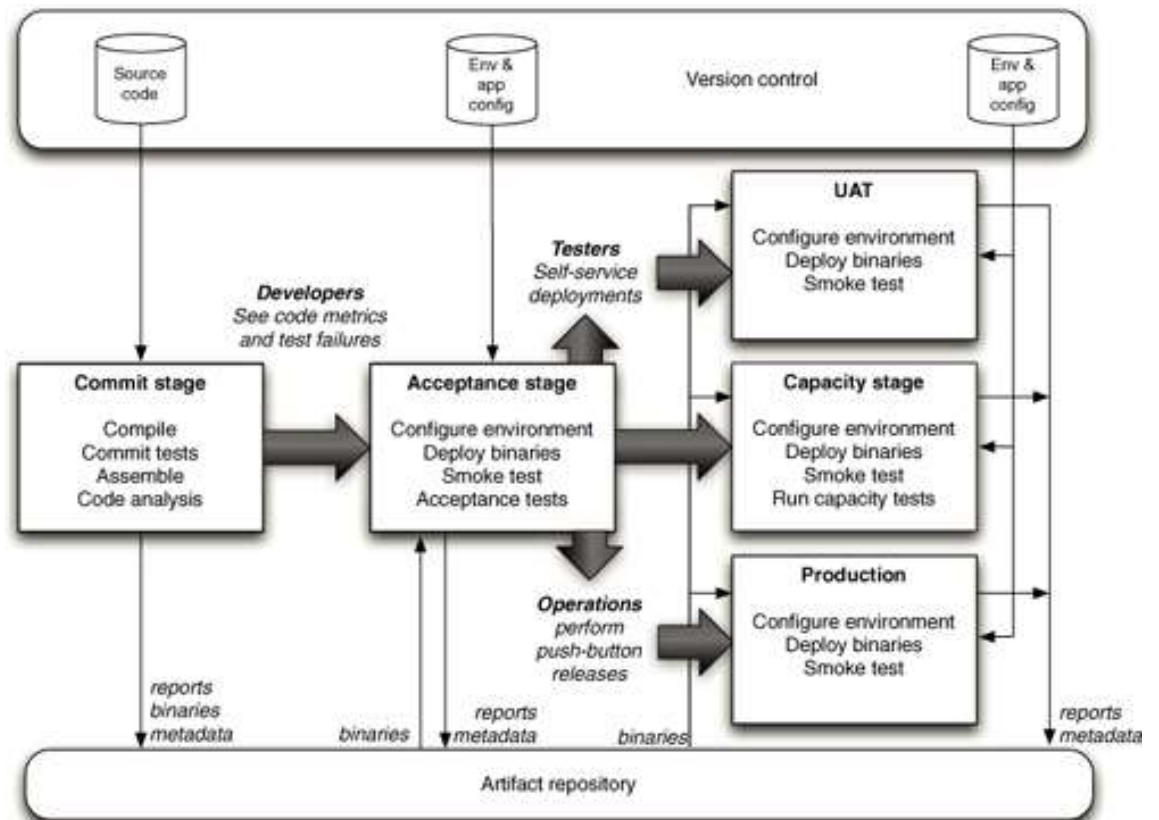 Source
code
Env &
app
config
Version control
Env &
app
config
UAT
Configure environment
Deploy binaries
Smoke test
Testers
Self-service
deployments
Developers
See code metrics
and test failures
Commit stage
Compile
Commit tests
Assemble
Code analysis
Acceptance stage
Configure environment
Deploy binaries
Smoke test
Acceptance tests
Capacity stage
Configure environment
Deploy binaries
Smoke test
Run capacity tests
Operations
perform
push-button
releases
Production
Configure environment
Deploy binaries
Smoke test
reports
binaries
metadata
binaries
reports
metadata
binaries
reports
metadata
Artifact repository